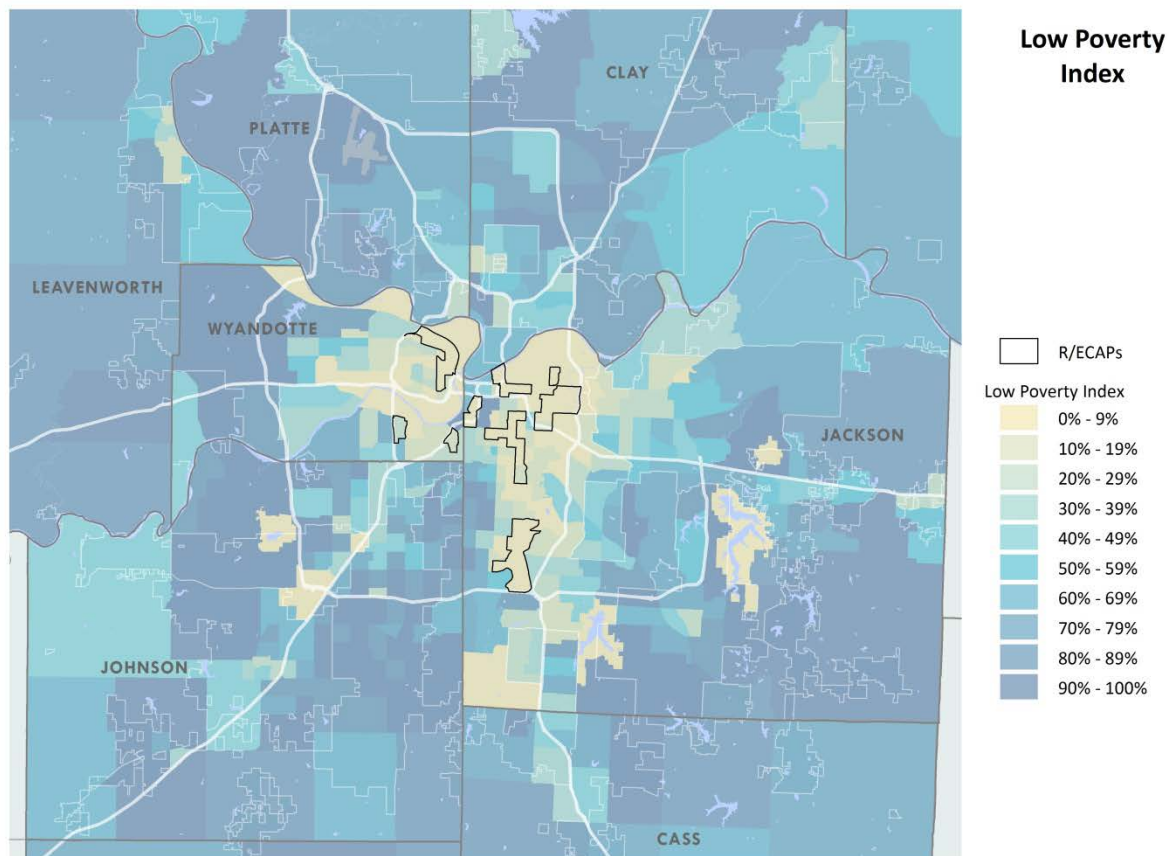 Low Poverty
Index
CLAY
PLATTE
LEAVENWORTH
WYANDOTTE
JACKSON
JOHNSON
CASS
R/ECAPs
Low Poverty Index
0% - 9%
10% - 19%
20% - 29%
30% - 39%
40% - 49%
50% - 59%
60% - 69%
70% - 79%
80% - 89%
90% - 100%